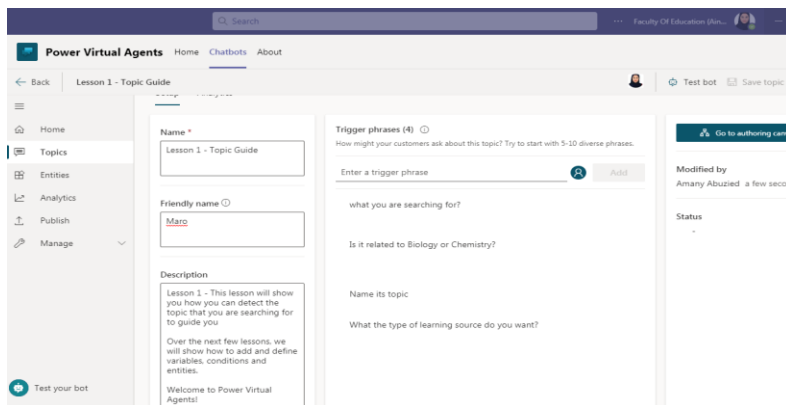 Search
Faculty Of Education (Ain...
Power Virtual Agents Home Chatbots About
Back Lesson 1 - Topic Guide Test bot Save topic
Home
Topics
Entities
Analytics
Publish
Manage
Test your bot
Name *
Lesson 1 - Topic Guide
Friendly name
Maro
Description
Lesson 1 - This lesson will show
you how you can detect the
topic that you are searching for
to guide you
Over the next few lessons, we
will show how to add and define
variables, conditions and
entities.
Welcome to Power Virtual
Agents!
Trigger phrases (4)
How might your customers ask about this topic? Try to start with 5-10 diverse phrases.
Enter a trigger phrase Add
what you are searching for?
Is it related to Biology or Chemistry?
Name its topic
What the type of learning source do you want?
Go to authoring can
Modified by
Amany Abuzied a few seco
Status
-